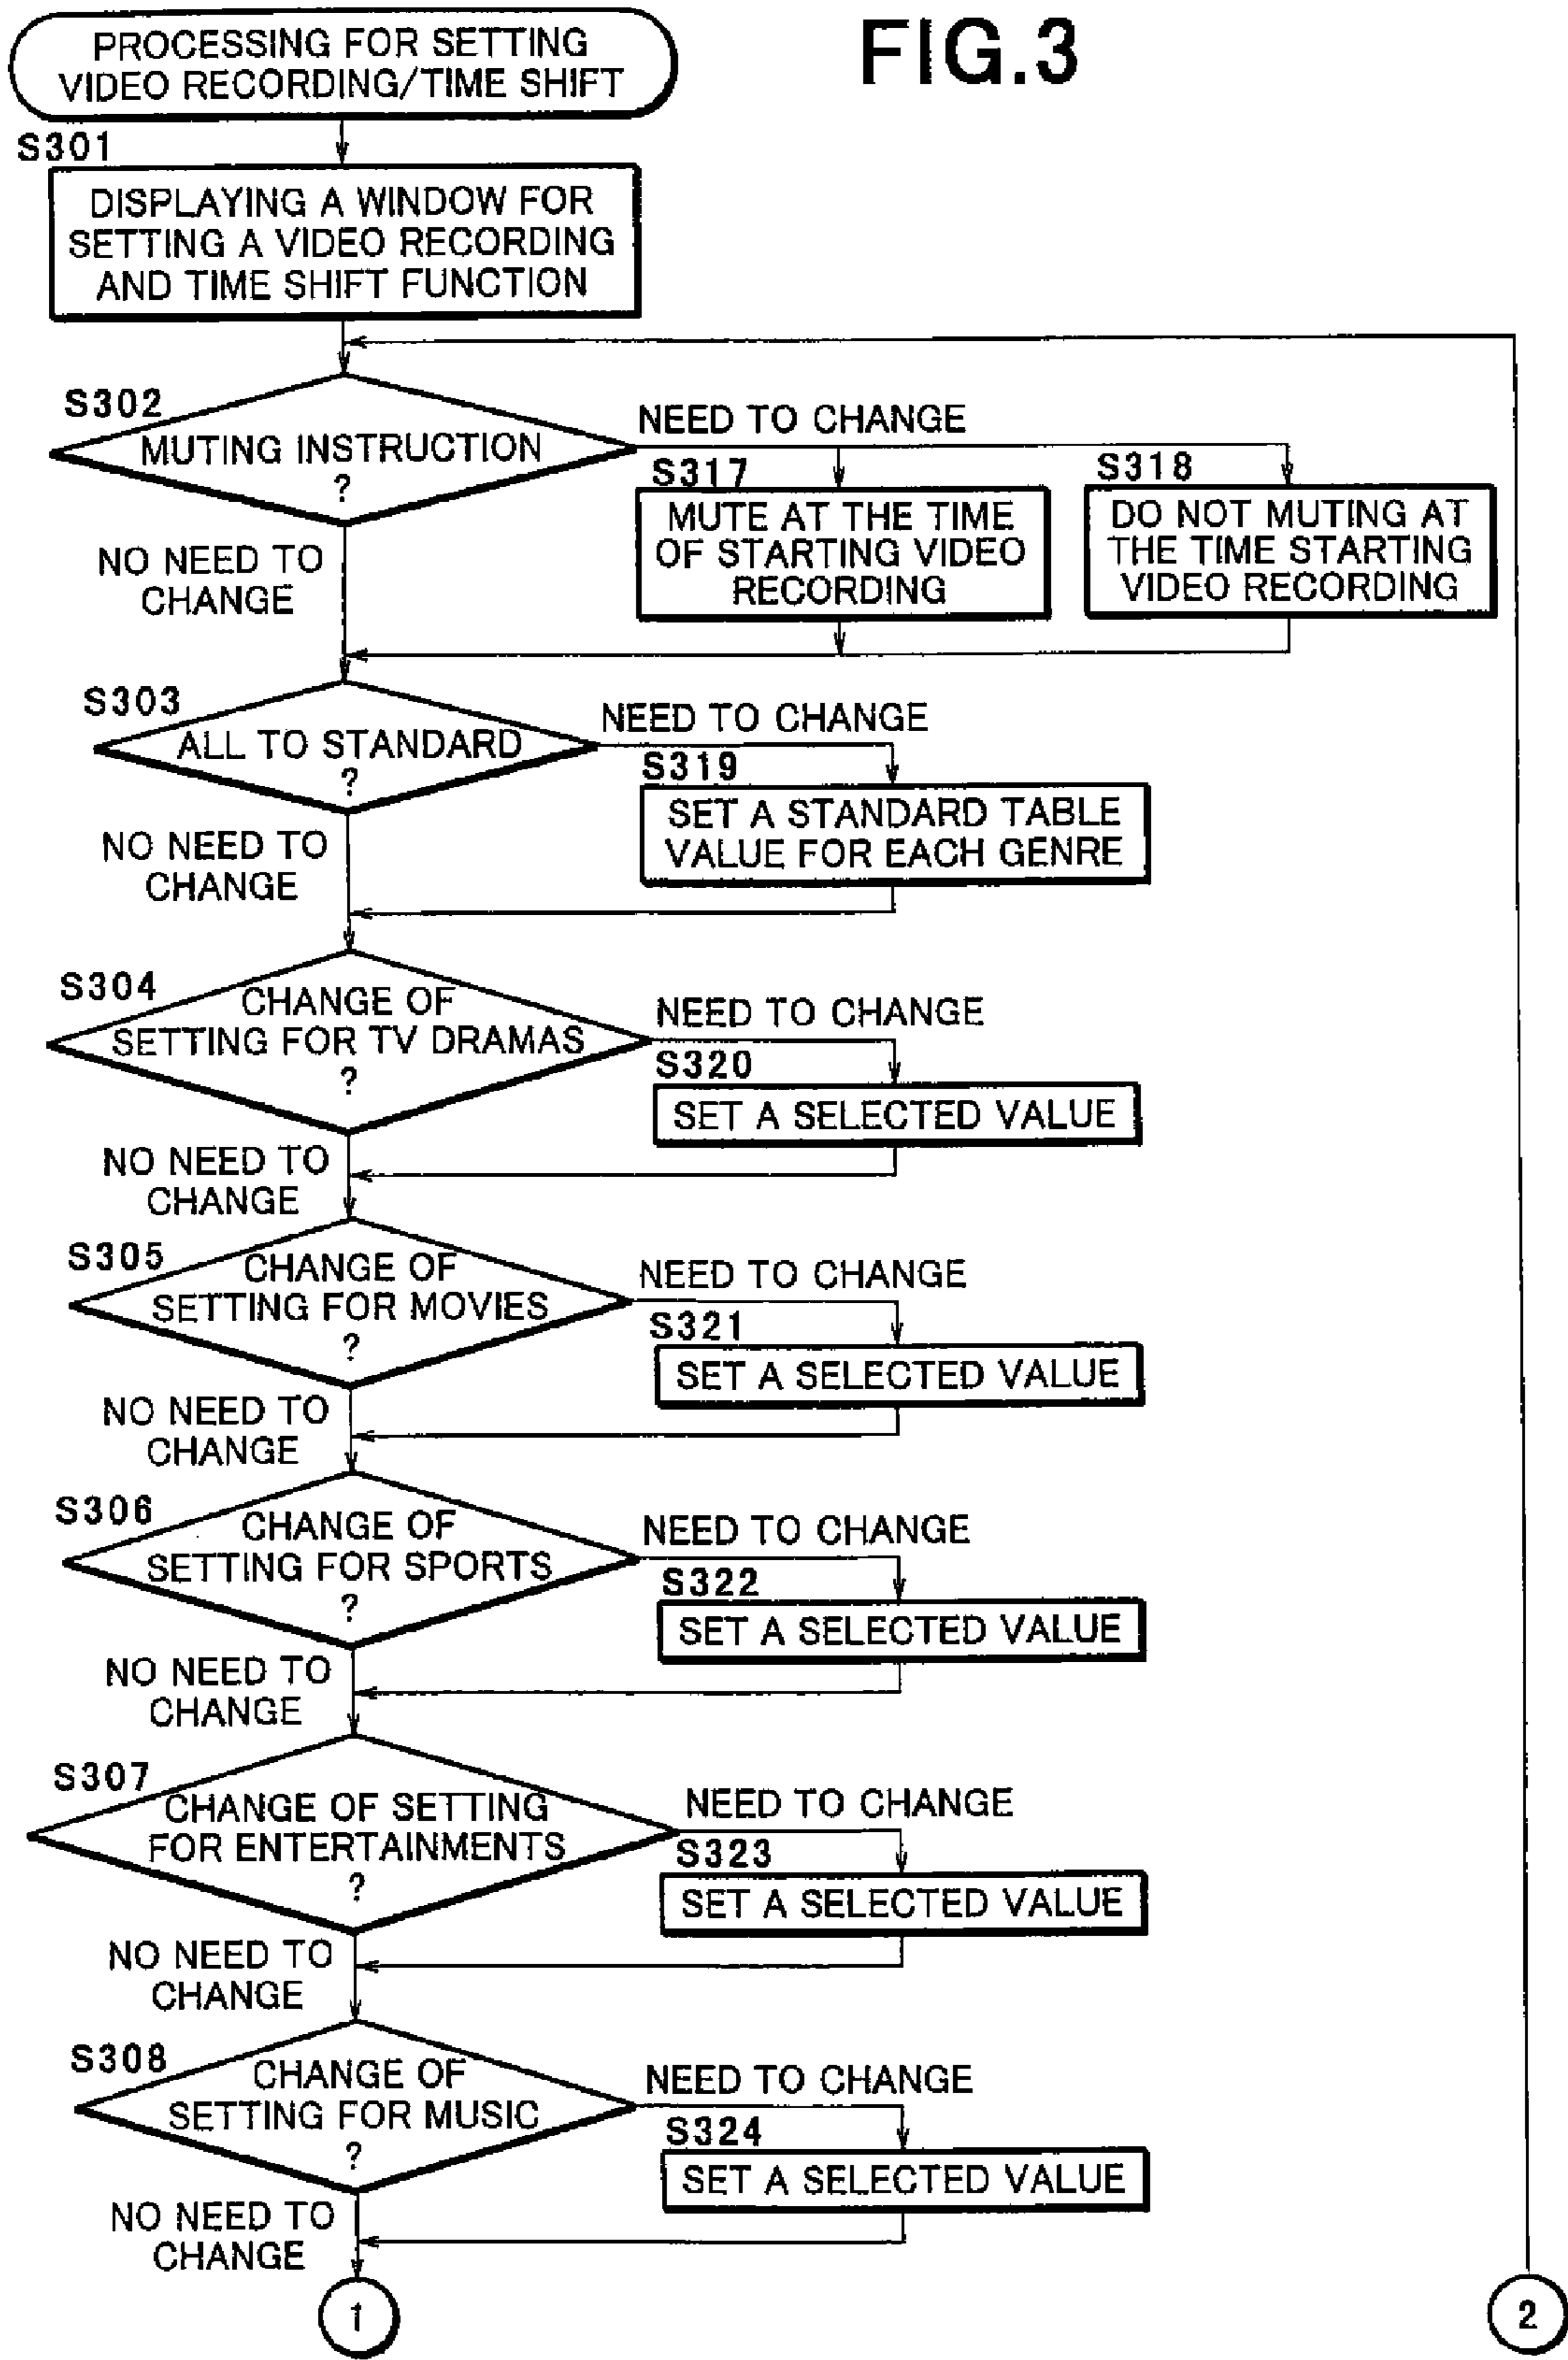 FIG.3
PROCESSING FOR SETTING
VIDEO RECORDING/TIME SHIFT
S301
DISPLAYING A WINDOW FOR
SETTING A VIDEO RECORDING
AND TIME SHIFT FUNCTION
S302
MUTING INSTRUCTION
?
NEED TO CHANGE
S317
MUTE AT THE TIME
OF STARTING VIDEO
RECORDING
S318
DO NOT MUTING AT
THE TIME STARTING
VIDEO RECORDING
NO NEED TO
CHANGE
S303
ALL TO STANDARD
?
NEED TO CHANGE
S319
SET A STANDARD TABLE
VALUE FOR EACH GENRE
NO NEED TO
CHANGE
S304
CHANGE OF
SETTING FOR TV DRAMAS
?
NEED TO CHANGE
S320
SET A SELECTED VALUE
NO NEED TO
CHANGE
S305
CHANGE OF
SETTING FOR MOVIES
?
NEED TO CHANGE
S321
SET A SELECTED VALUE
NO NEED TO
CHANGE
S306
CHANGE OF
SETTING FOR SPORTS
?
NEED TO CHANGE
S322
SET A SELECTED VALUE
NO NEED TO
CHANGE
S307
CHANGE OF SETTING
FOR ENTERTAINMENTS
?
NEED TO CHANGE
S323
SET A SELECTED VALUE
NO NEED TO
CHANGE
S308
CHANGE OF
SETTING FOR MUSIC
?
NEED TO CHANGE
S324
SET A SELECTED VALUE
NO NEED TO
CHANGE
1
2